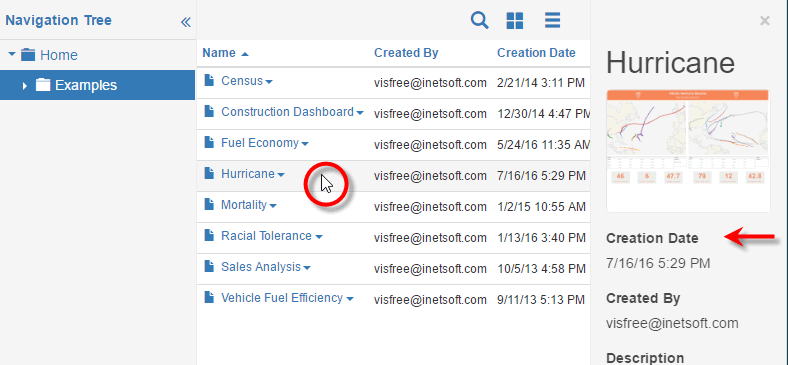 Navigation Tree
Home
Examples
Name Created By Creation Date
Census visfree@inetsoft.com 2/21/14 3:11 PM
Construction Dashboard visfree@inetsoft.com 12/30/14 4:47 PM
Fuel Economy visfree@inetsoft.com 5/24/16 11:35 AM
Hurricane visfree@inetsoft.com 7/16/16 5:29 PM
Mortality visfree@inetsoft.com 1/2/15 10:55 AM
Racial Tolerance visfree@inetsoft.com 1/13/16 3:40 PM
Sales Analysis visfree@inetsoft.com 10/5/13 4:58 PM
Vehicle Fuel Efficiency visfree@inetsoft.com 9/11/13 5:13 PM
Hurricane
46 6 47.7 79 12 42.8
Creation Date
7/16/16 5:29 PM
Created By
visfree@inetsoft.com
Description